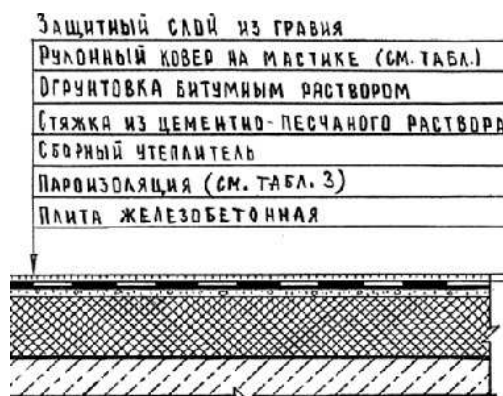 Защитный слой из гравия
Рулонный ковер на мастике (см. табл.)
Огрунтовка битумным раствором
Стяжка из цементно-песчаного раствора
Сборный утеплитель
Пароизоляция (см. табл. 3)
Плита железобетонная